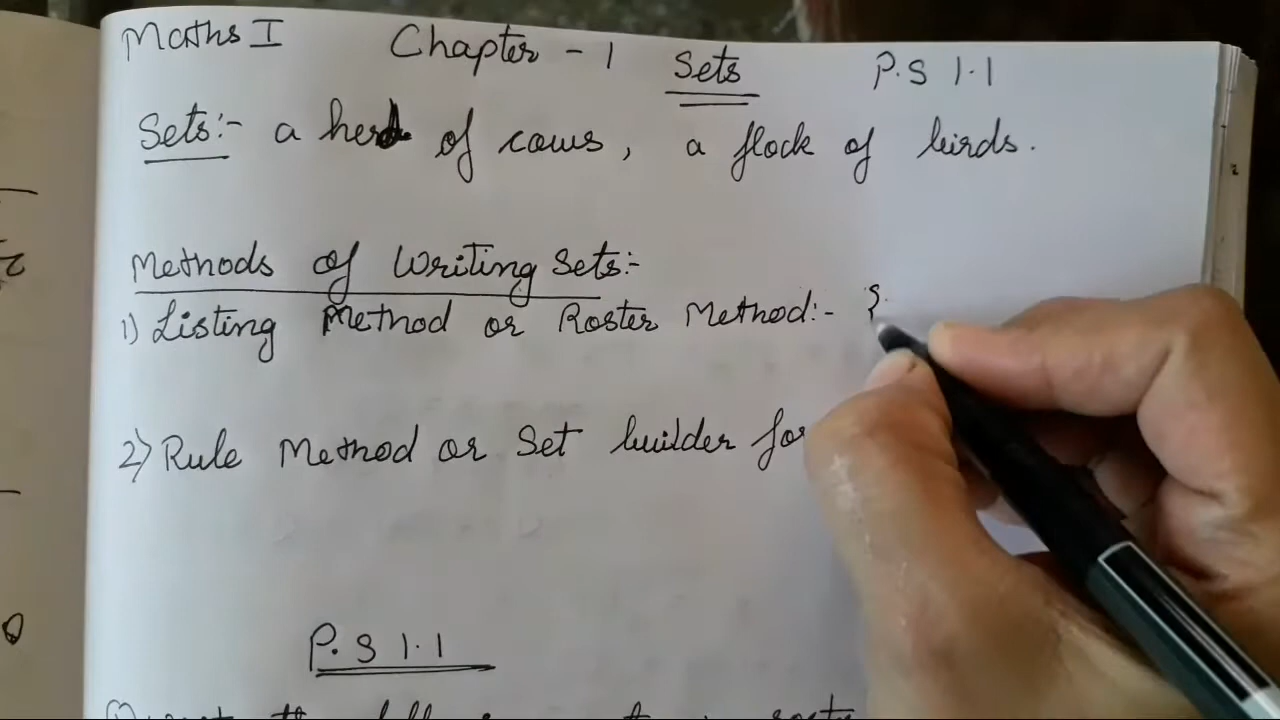 Maths I Chapter - 1 Sets P.S 1.1
Sets:- a herd of cows, a flock of birds.
Methods of Writing Sets:-
1) Listing Method or Roster Method:- {
2) Rule Method or Set builder for
P.S 1.1